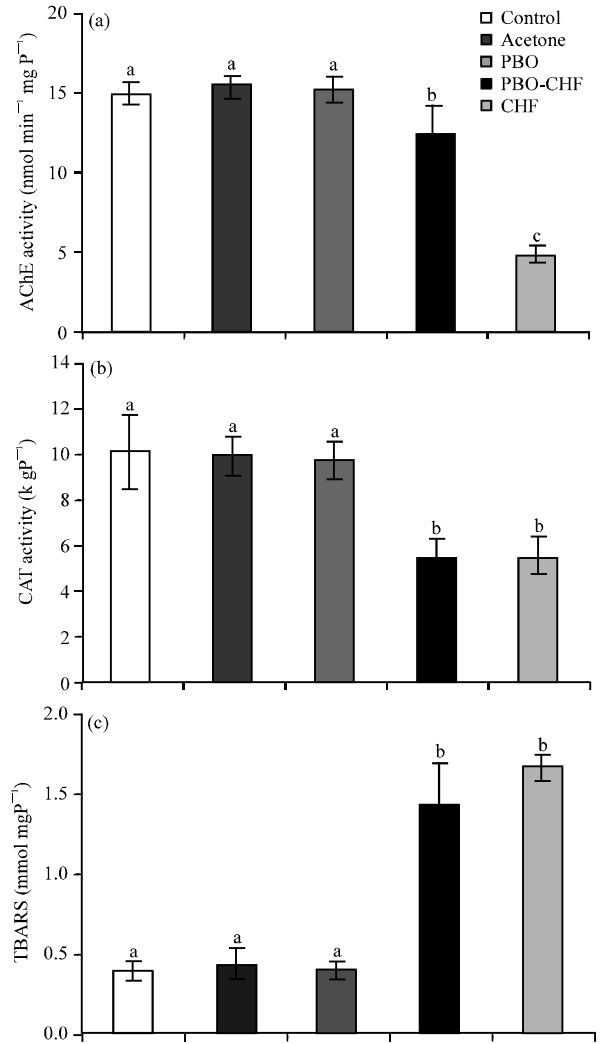 (a)
Control
Acetone
PBO
PBO-CHF
CHF
AChE activity (nmol min⁻¹ mg P⁻¹)
20
15
10
5
0
a
a
a
b
c
(b)
CAT activity (k gP⁻¹)
14
12
10
8
6
4
2
0
a
a
a
b
b
(c)
TBARS (mmol mgP⁻¹)
2.0
1.5
1.0
0.5
0.0
a
a
a
b
b